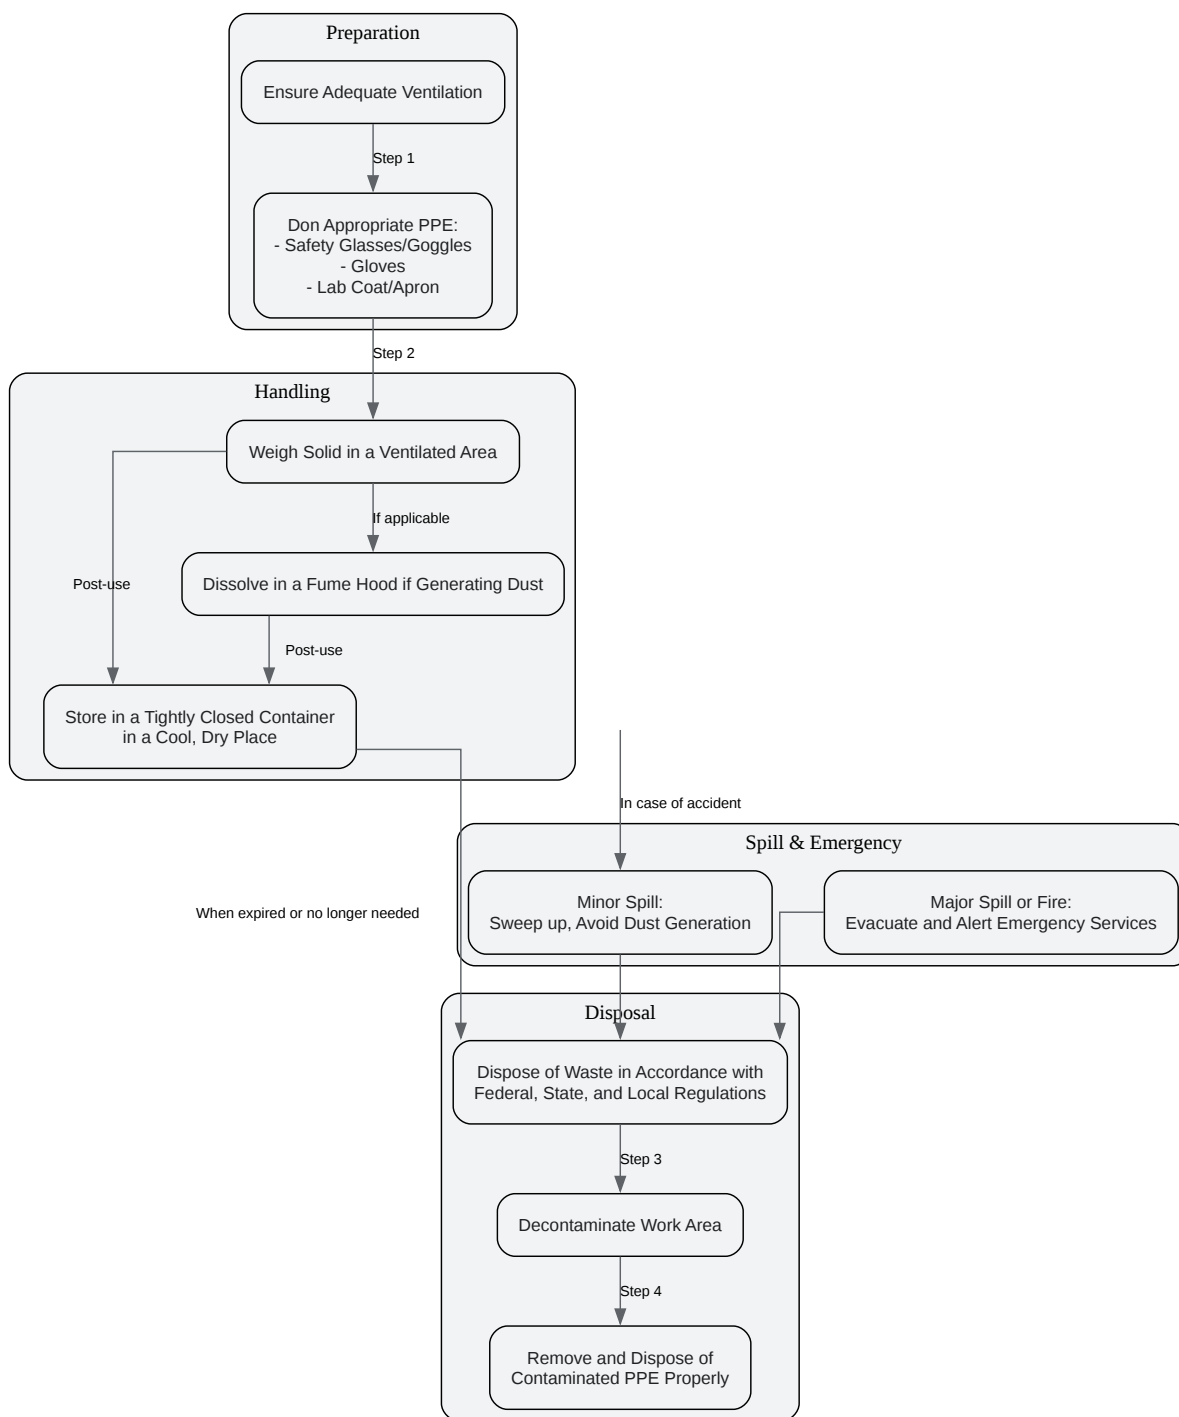 Preparation
Ensure Adequate Ventilation
Step 1
Don Appropriate PPE:
- Safety Glasses/Goggles
- Gloves
- Lab Coat/Apron
Step 2
Handling
Weigh Solid in a Ventilated Area
If applicable
Post-use
Dissolve in a Fume Hood if Generating Dust
Post-use
Store in a Tightly Closed Container
in a Cool, Dry Place
In case of accident
Spill & Emergency
Minor Spill:
Sweep up, Avoid Dust Generation
Major Spill or Fire:
Evacuate and Alert Emergency Services
When expired or no longer needed
Disposal
Dispose of Waste in Accordance with
Federal, State, and Local Regulations
Step 3
Decontaminate Work Area
Step 4
Remove and Dispose of
Contaminated PPE Properly